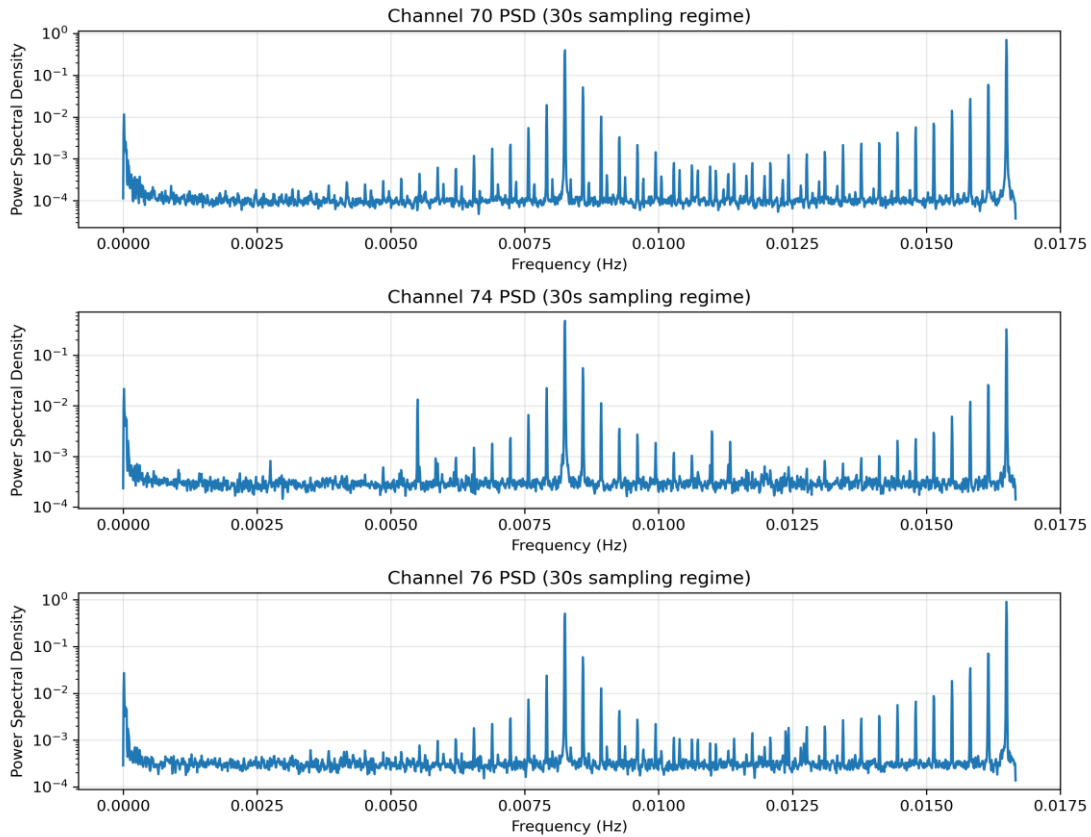 Channel 70 PSD (30s sampling regime)
Power Spectral Density
10⁰
10⁻¹
10⁻²
10⁻³
10⁻⁴
0.0000 0.0025 0.0050 0.0075 0.0100 0.0125 0.0150 0.0175
Frequency (Hz)
Channel 74 PSD (30s sampling regime)
Power Spectral Density
10⁻¹
10⁻²
10⁻³
10⁻⁴
0.0000 0.0025 0.0050 0.0075 0.0100 0.0125 0.0150 0.0175
Frequency (Hz)
Channel 76 PSD (30s sampling regime)
Power Spectral Density
10⁰
10⁻¹
10⁻²
10⁻³
10⁻⁴
0.0000 0.0025 0.0050 0.0075 0.0100 0.0125 0.0150 0.0175
Frequency (Hz)